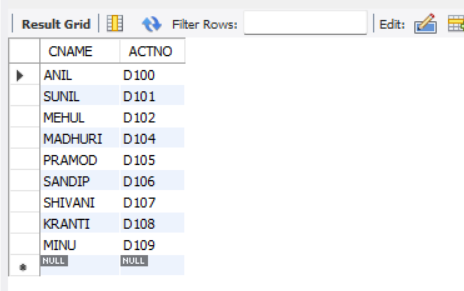 Result Grid Filter Rows: Edit:
CNAME ACTNO
ANIL D100
SUNIL D101
MEHUL D102
MADHURI D104
PRAMOD D105
SANDIP D106
SHIVANI D107
KRANTI D108
MINU D109
NULL NULL